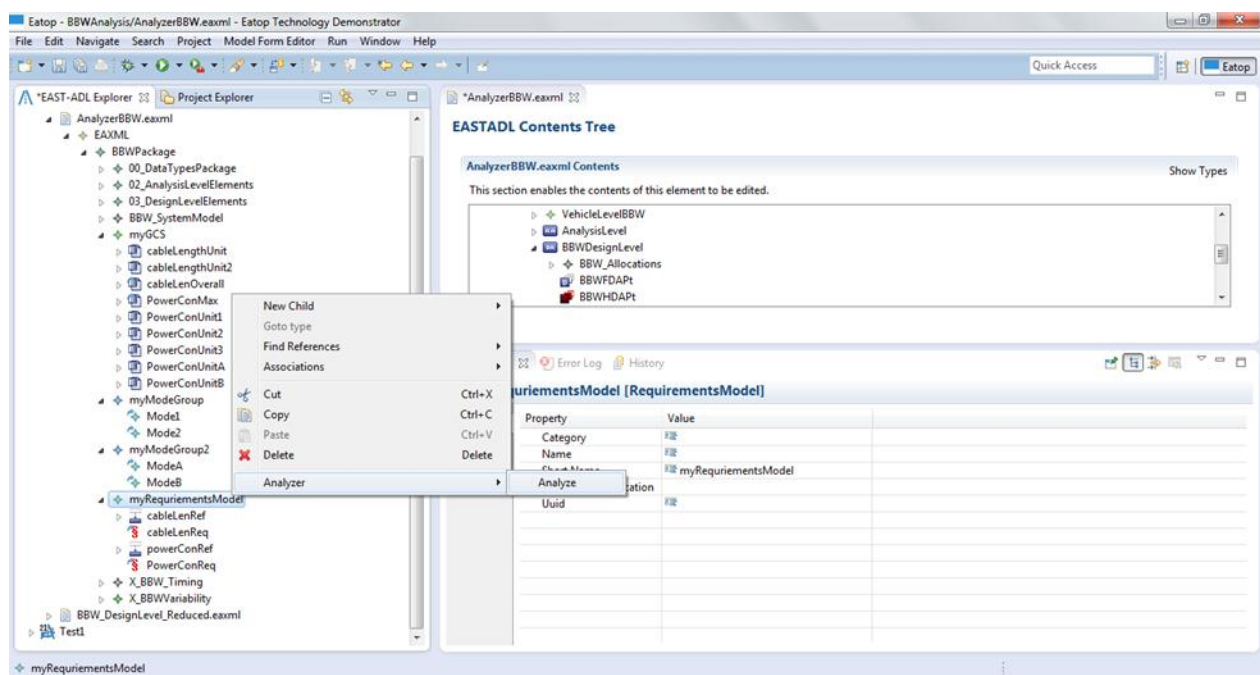 Eatop - BBWAnalysis/AnalyzerBBW.eaxml - Eatop Technology Demonstrator
File Edit Navigate Search Project Model Form Editor Run Window Help
Quick Access
Eatop
*EAST-ADL Explorer
Project Explorer
AnalyzerBBW.eaxml
EAXML
BBWPackage
00_DataTypesPackage
02_AnalysisLevelElements
03_DesignLevelElements
BBW_SystemModel
myGCS
cableLengthUnit
cableLengthUnit2
cableLenOverall
PowerConMax
PowerConUnit1
PowerConUnit2
PowerConUnit3
PowerConUnitA
PowerConUnitB
myModeGroup
Mode1
Mode2
myModeGroup2
ModeA
ModeB
myRequriementsModel
cableLenRef
cableLenReq
powerConRef
PowerConReq
X_BBW_Timing
X_BBWVariability
BBW_DesignLevel_Reduced.eaxml
Test1
New Child
Goto type
Find References
Associations
Cut Ctrl+X
Copy Ctrl+C
Paste Ctrl+V
Delete Delete
Analyzer
Analyze
*AnalyzerBBW.eaxml
EASTADL Contents Tree
AnalyzerBBW.eaxml Contents
Show Types
This section enables the contents of this element to be edited.
VehicleLevelBBW
AnalysisLevel
BBWDesignLevel
BBW_Allocations
BBWFDAPt
BBWHDAPt
Error Log
History
uriementsModel [RequirementsModel]
Property Value
Category
Name
Short Name myRequriementsModel
cation
Uuid
myRequriementsModel